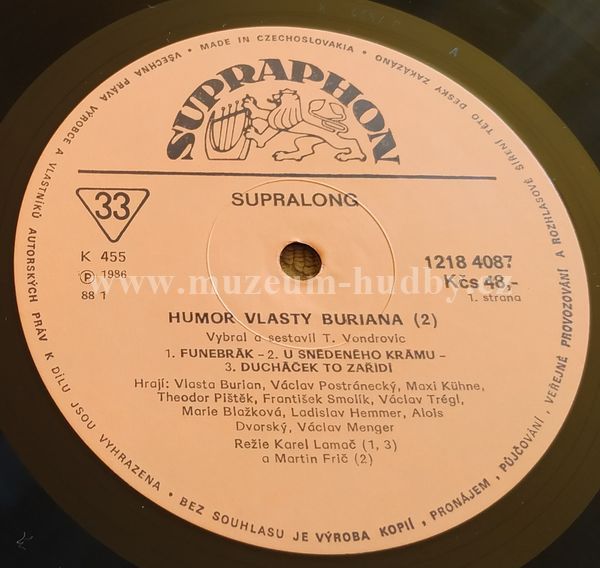 VŠECHNA PRÁVA VÝROBCE A VLASTNÍKŮ AUTORSKÝCH PRÁV K DÍLU JSOU VYHRAZENA • BEZ SOUHLASU JE VÝROBA KOPIÍ, PRONÁJEM, PŮJČOVÁNÍ, VEŘEJNÉ PROVOZOVÁNÍ A ROZHLASOVÉ ŠÍŘENÍ TÉTO DESKY ZAKÁZÁNO • MADE IN CZECHOSLOVAKIA •
SUPRAPHON
33
SUPRALONG
K 455
Ⓟ 1986
88 1
1218 4087
Kčs 48,-
1. strana
www.muzeum-hudby.cz
HUMOR VLASTY BURIANA (2)
Vybral a sestavil T. Vondrovic
1. FUNEBRÁK - 2. U SNĚDENÉHO KRÁMU -
3. DUCHÁČEK TO ZAŘÍDÍ
Hrají: Vlasta Burian, Václav Postránecký, Maxi Kühne,
Theodor Pištěk, František Smolík, Václav Trégl,
Marie Blažková, Ladislav Hemmer, Alois
Dvorský, Václav Menger
Režie Karel Lamač (1, 3)
a Martin Frič (2)